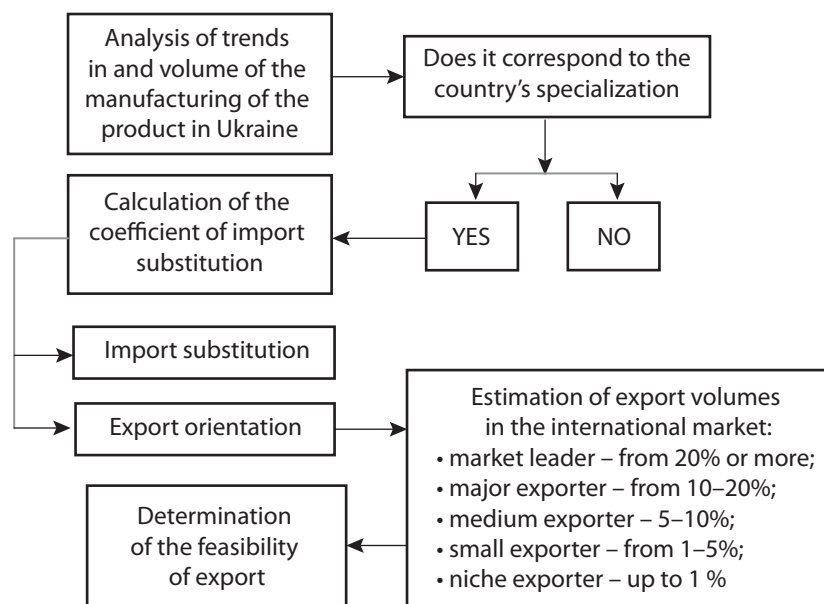 Analysis of trends
in and volume of the
manufacturing of the
product in Ukraine
Does it correspond to the
country’s specialization
YES
NO
Calculation of the
coefficient of import
substitution
Import substitution
Export orientation
Estimation of export volumes
in the international market:
• market leader – from 20% or more;
• major exporter – from 10–20%;
• medium exporter – 5–10%;
• small exporter – from 1–5%;
• niche exporter – up to 1 %
Determination
of the feasibility
of export